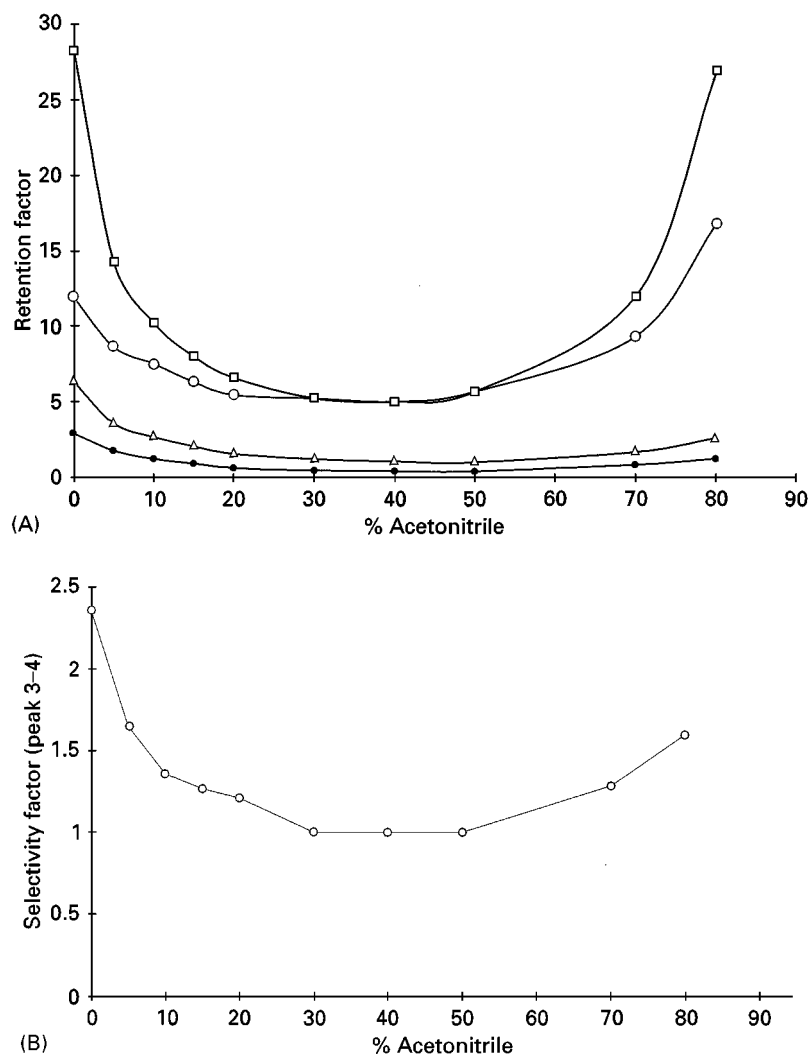 30
25
20
15
10
5
0
Retention factor
0 10 20 30 40 50 60 70 80 90
% Acetonitrile
(A)
2.5
2
1.5
1
0.5
0
Selectivity factor (peak 3–4)
0 10 20 30 40 50 60 70 80 90
% Acetonitrile
(B)